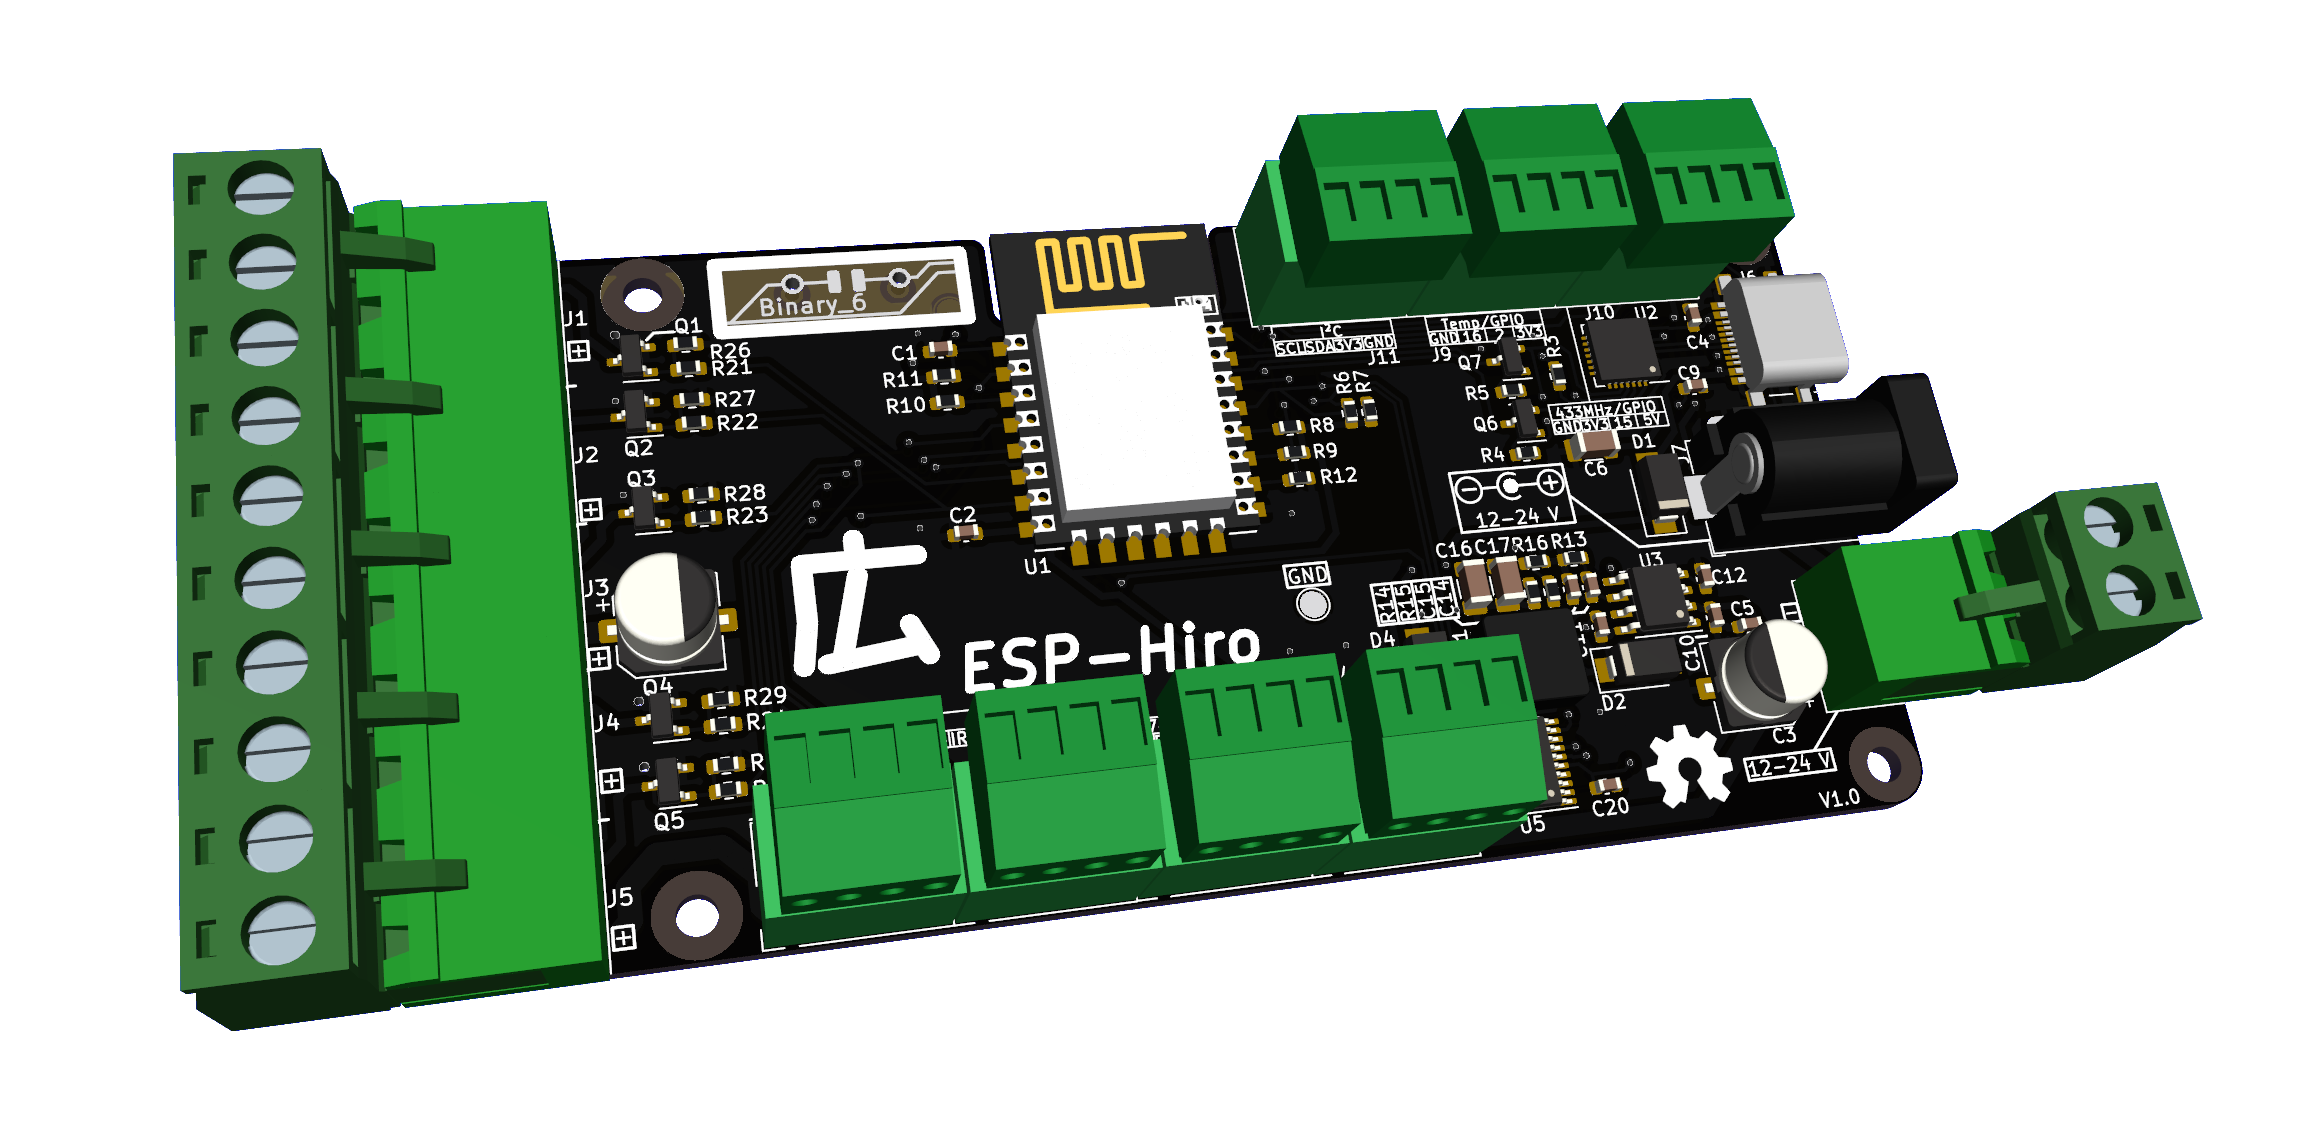 Binary_6
J1
Q1
R26
R21
R27
R22
Q2
J2
Q3
R28
R23
J3
+
Q4
R29
J4
Q5
J5
C1
R11
R10
C2
U1
広
ESP-Hiro
GND
I²C
SCL SDA 3V3 GND
J11
Temp/GPIO
GND 16 2 3V3
J9
Q7
R3
J10
U2
C4
J6
R5
C9
R6
R7
R8
R9
R12
Q6
R4
433MHz/GPIO
GND 3V3 15 5V
C6
D1
J7
- +
12-24 V
C16
C17
R16
R13
U3
C12
C5
R14
R15
C15
C14
D4
C10
D2
C3
+
12-24 V
V1.0
C20
U5